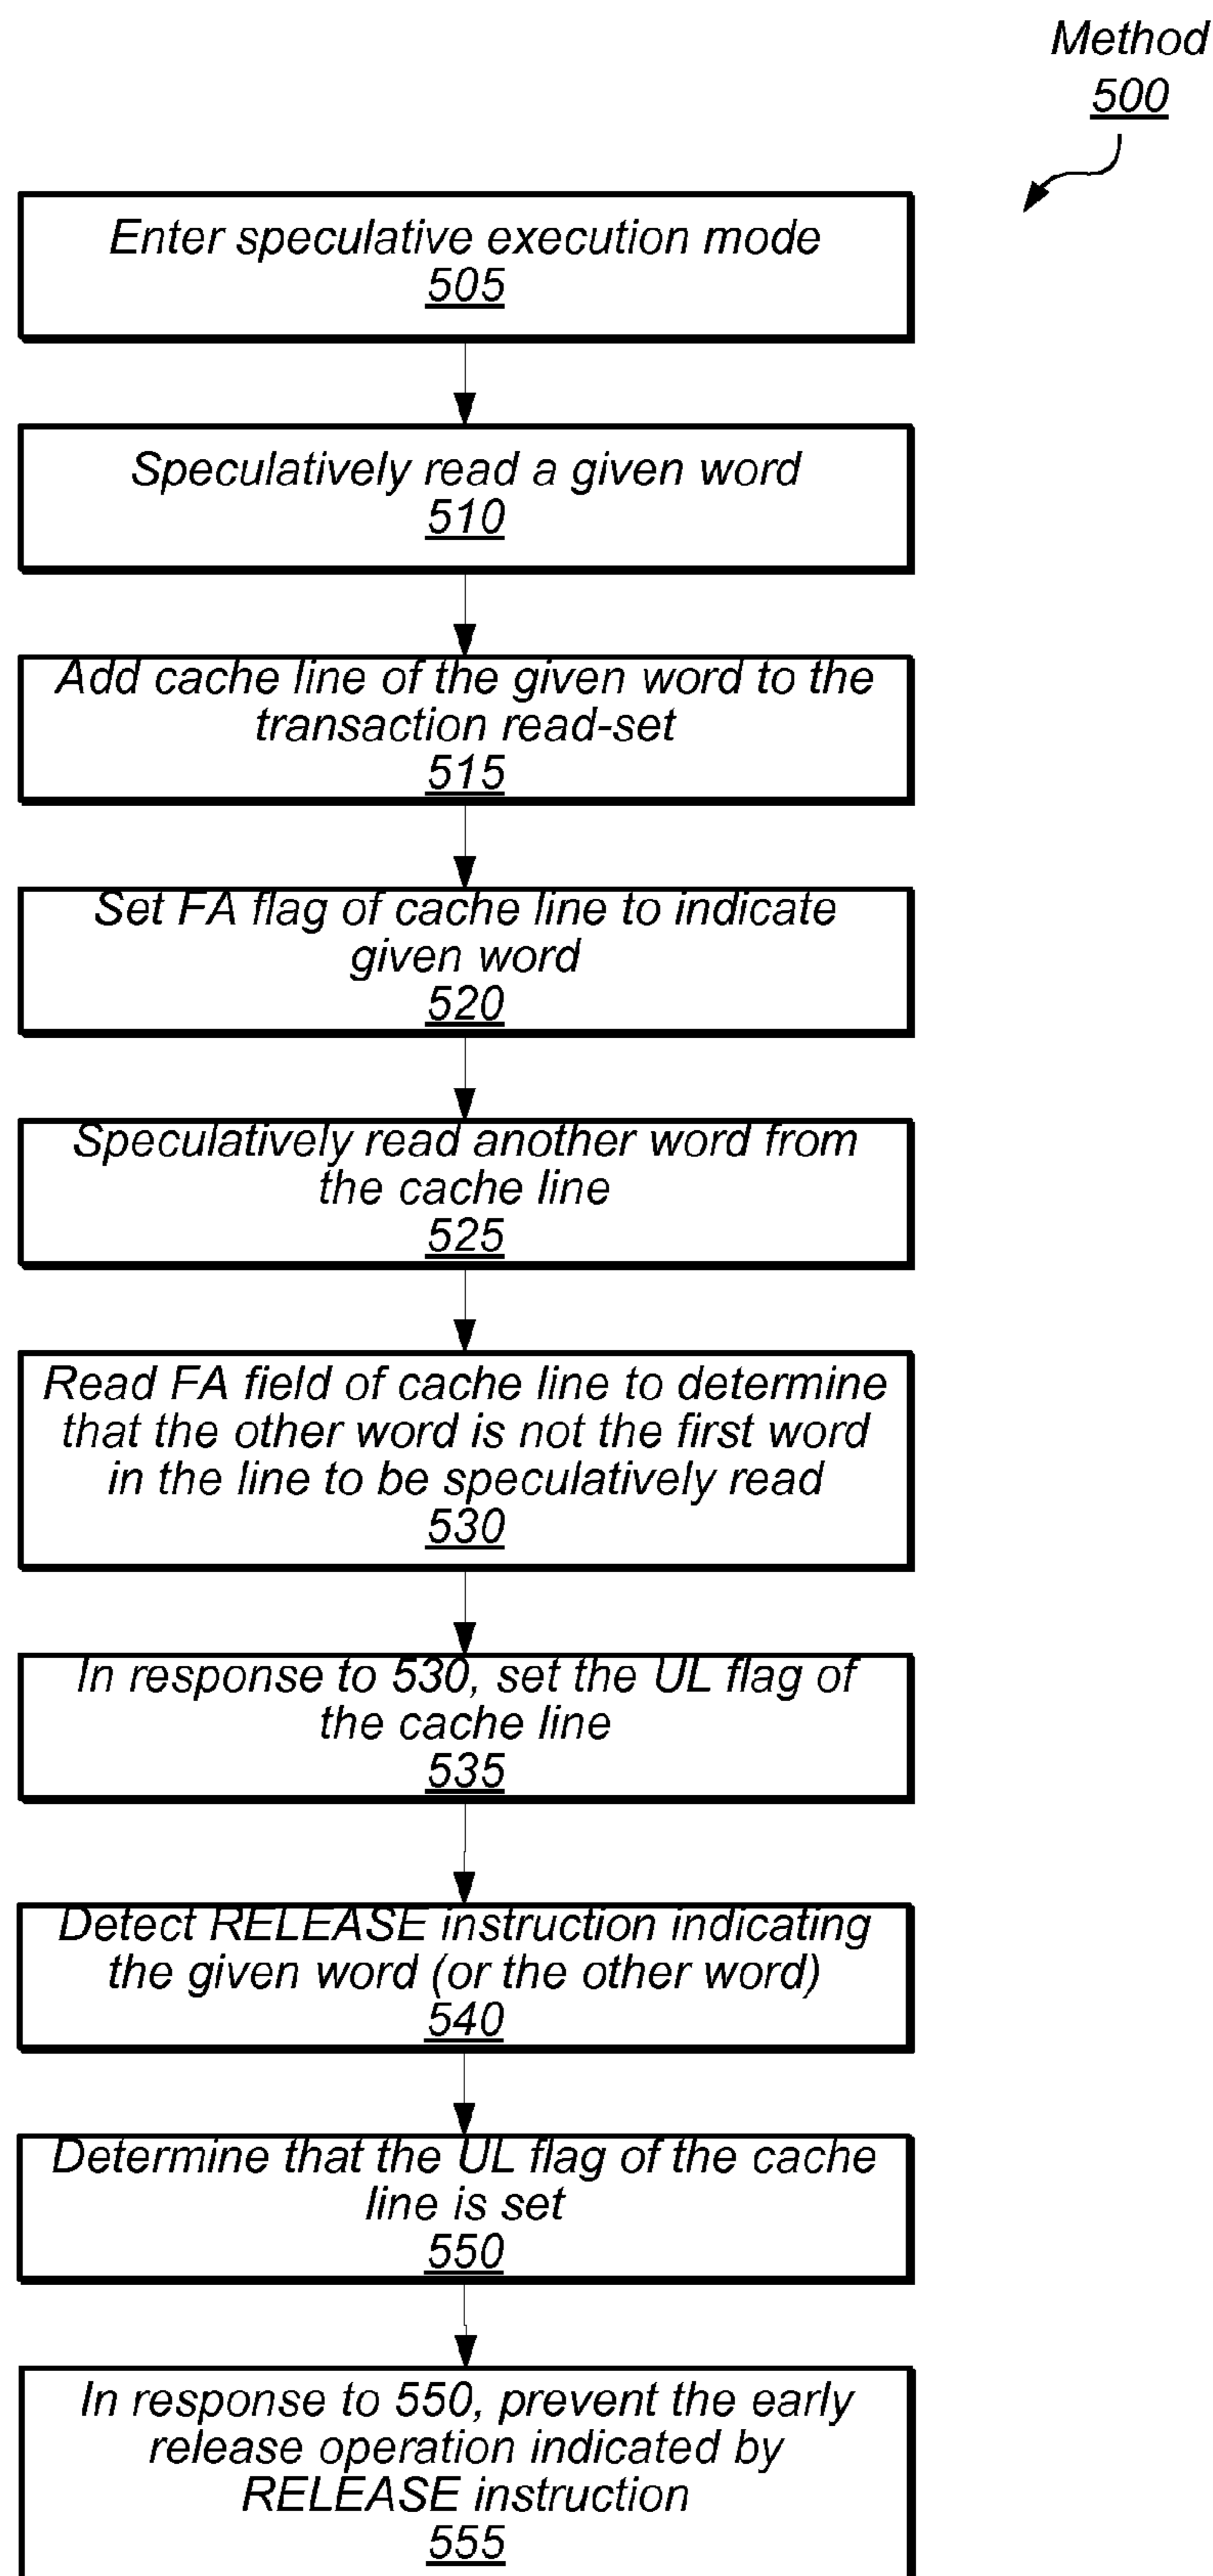 Method
500
Enter speculative execution mode
505
Speculatively read a given word
510
Add cache line of the given word to the
transaction read-set
515
Set FA flag of cache line to indicate
given word
520
Speculatively read another word from
the cache line
525
Read FA field of cache line to determine
that the other word is not the first word
in the line to be speculatively read
530
In response to 530, set the UL flag of
the cache line
535
Detect RELEASE instruction indicating
the given word (or the other word)
540
Determine that the UL flag of the cache
line is set
550
In response to 550, prevent the early
release operation indicated by
RELEASE instruction
555